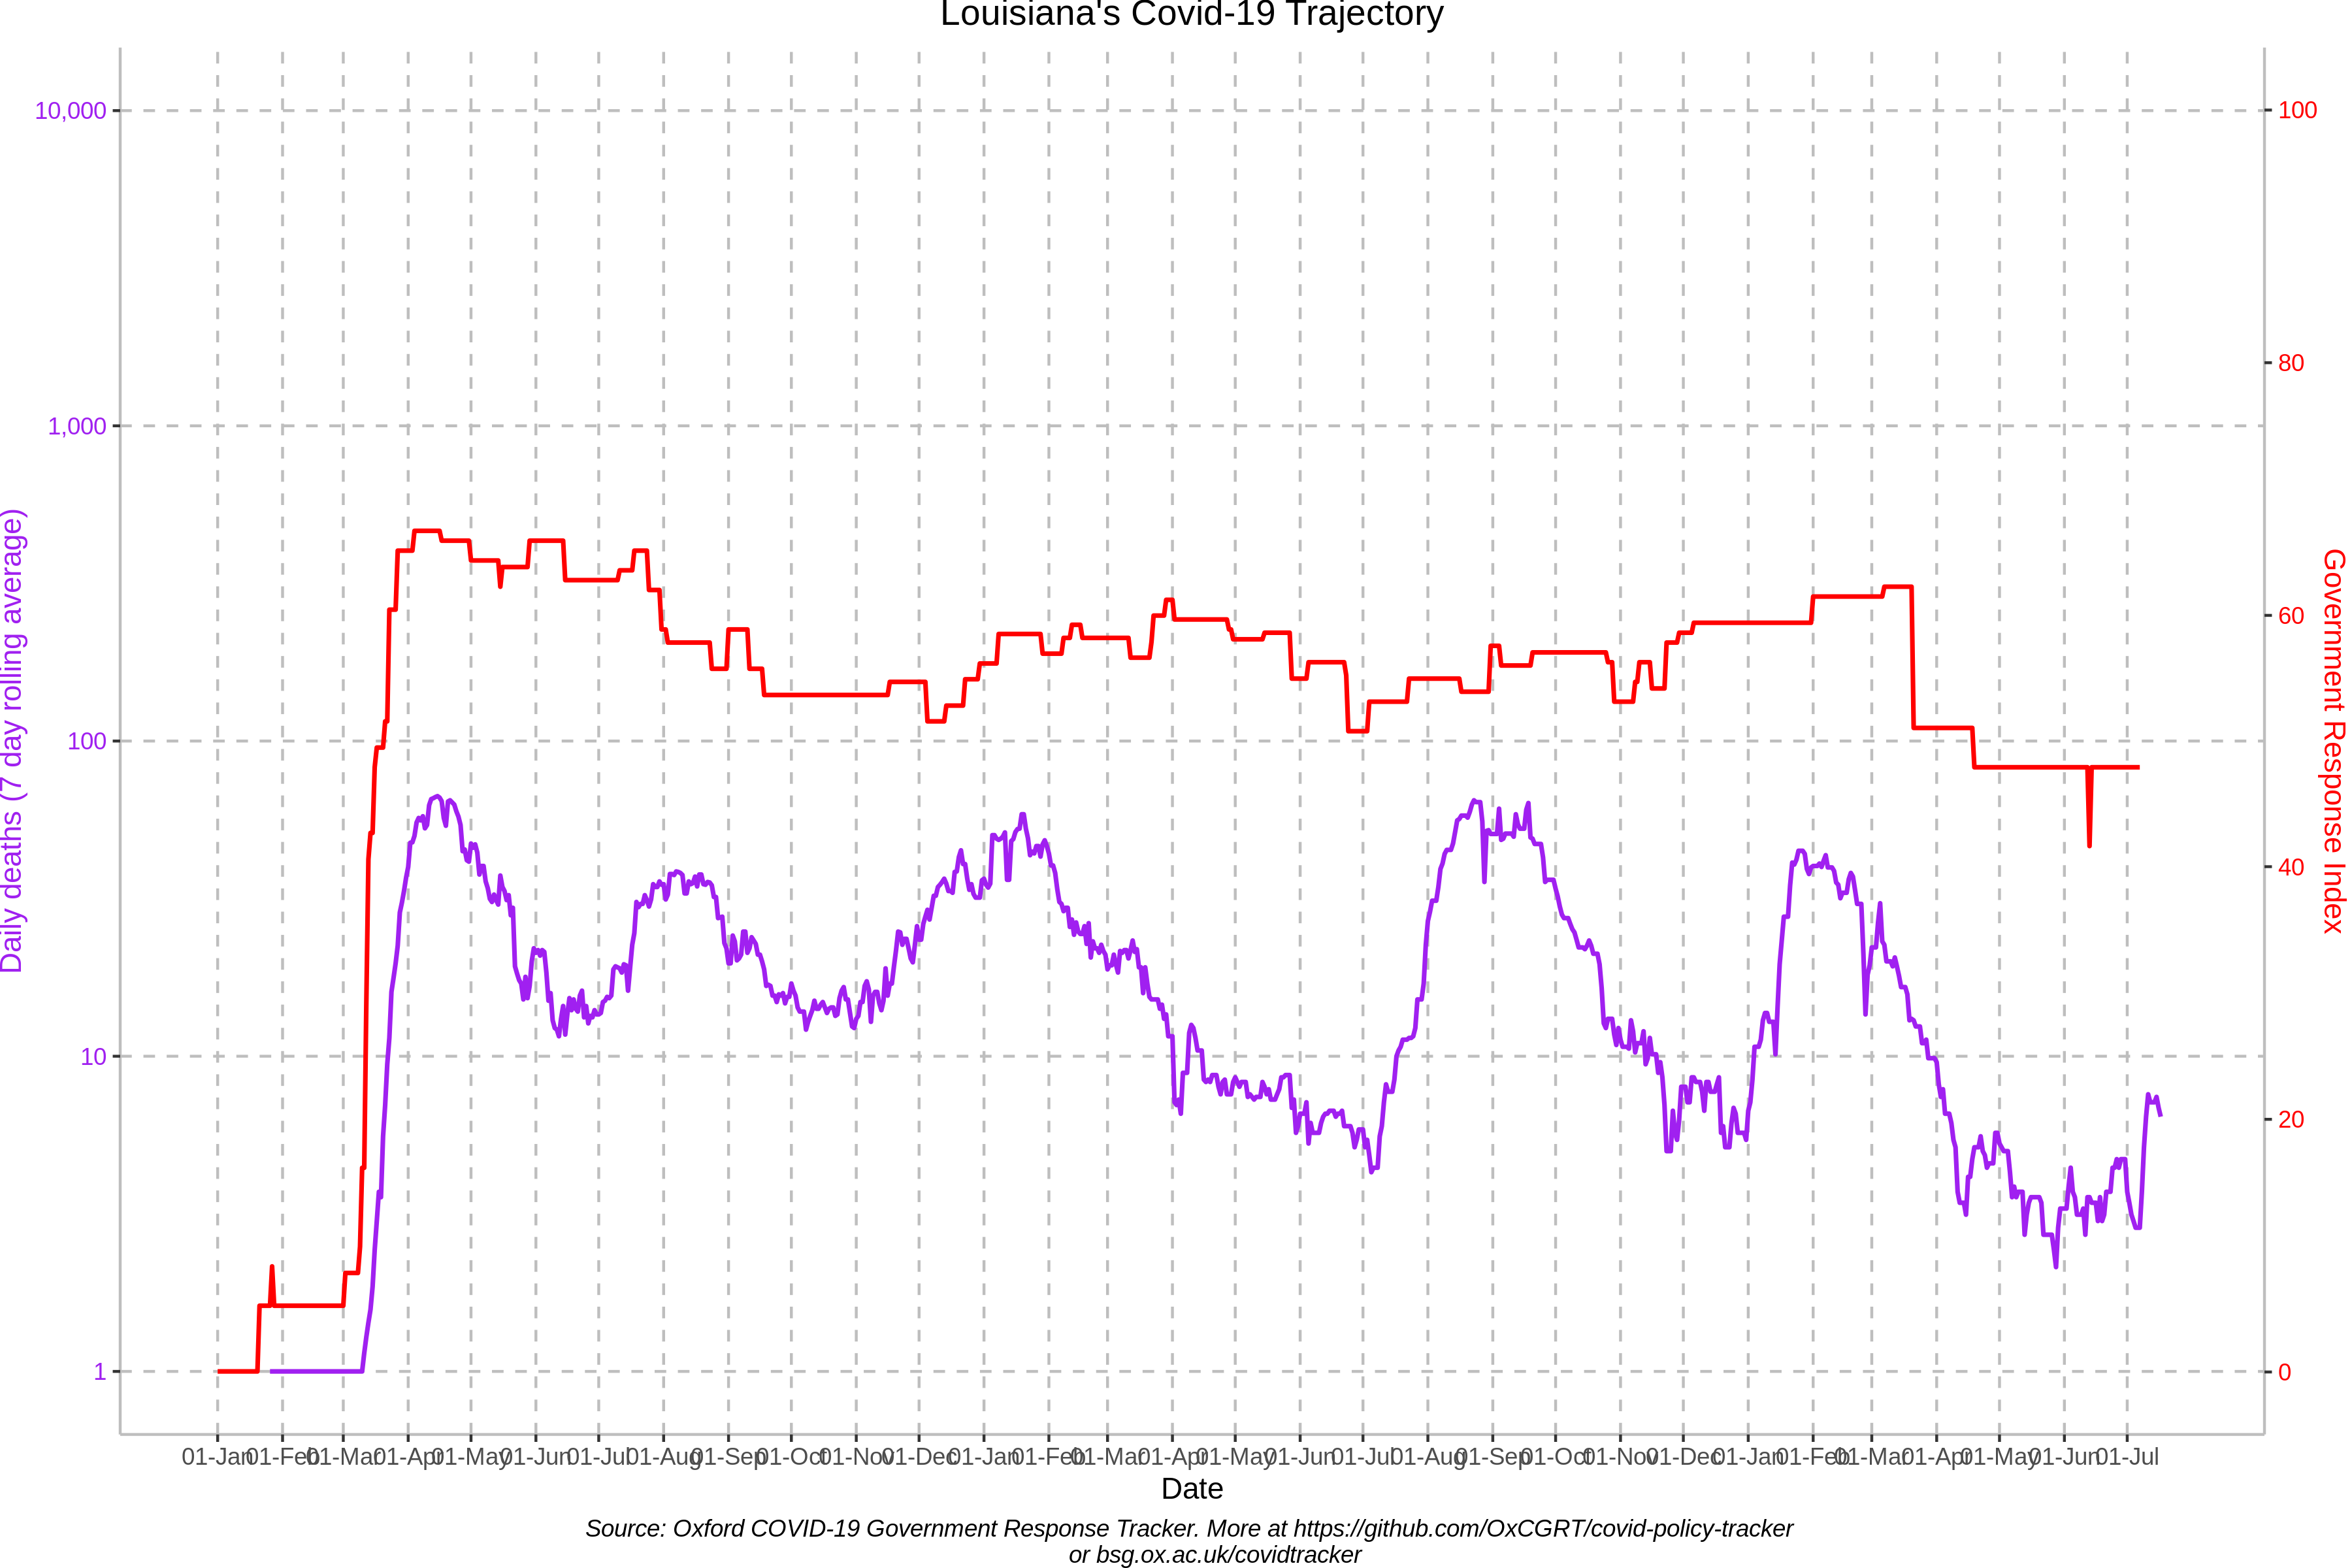 Louisiana's Covid-19 Trajectory
10,000
1,000
100
10
1
Daily deaths (7 day rolling average)
100
80
60
40
20
0
Government Response Index
01-Jan 01-Feb 01-Mar 01-Apr 01-May 01-Jun 01-Jul 01-Aug 01-Sep 01-Oct 01-Nov 01-Dec 01-Jan 01-Feb 01-Mar 01-Apr 01-May 01-Jun 01-Jul 01-Aug 01-Sep 01-Oct 01-Nov 01-Dec 01-Jan 01-Feb 01-Mar 01-Apr 01-May 01-Jun 01-Jul
Date
Source: Oxford COVID-19 Government Response Tracker. More at https://github.com/OxCGRT/covid-policy-tracker
or bsg.ox.ac.uk/covidtracker